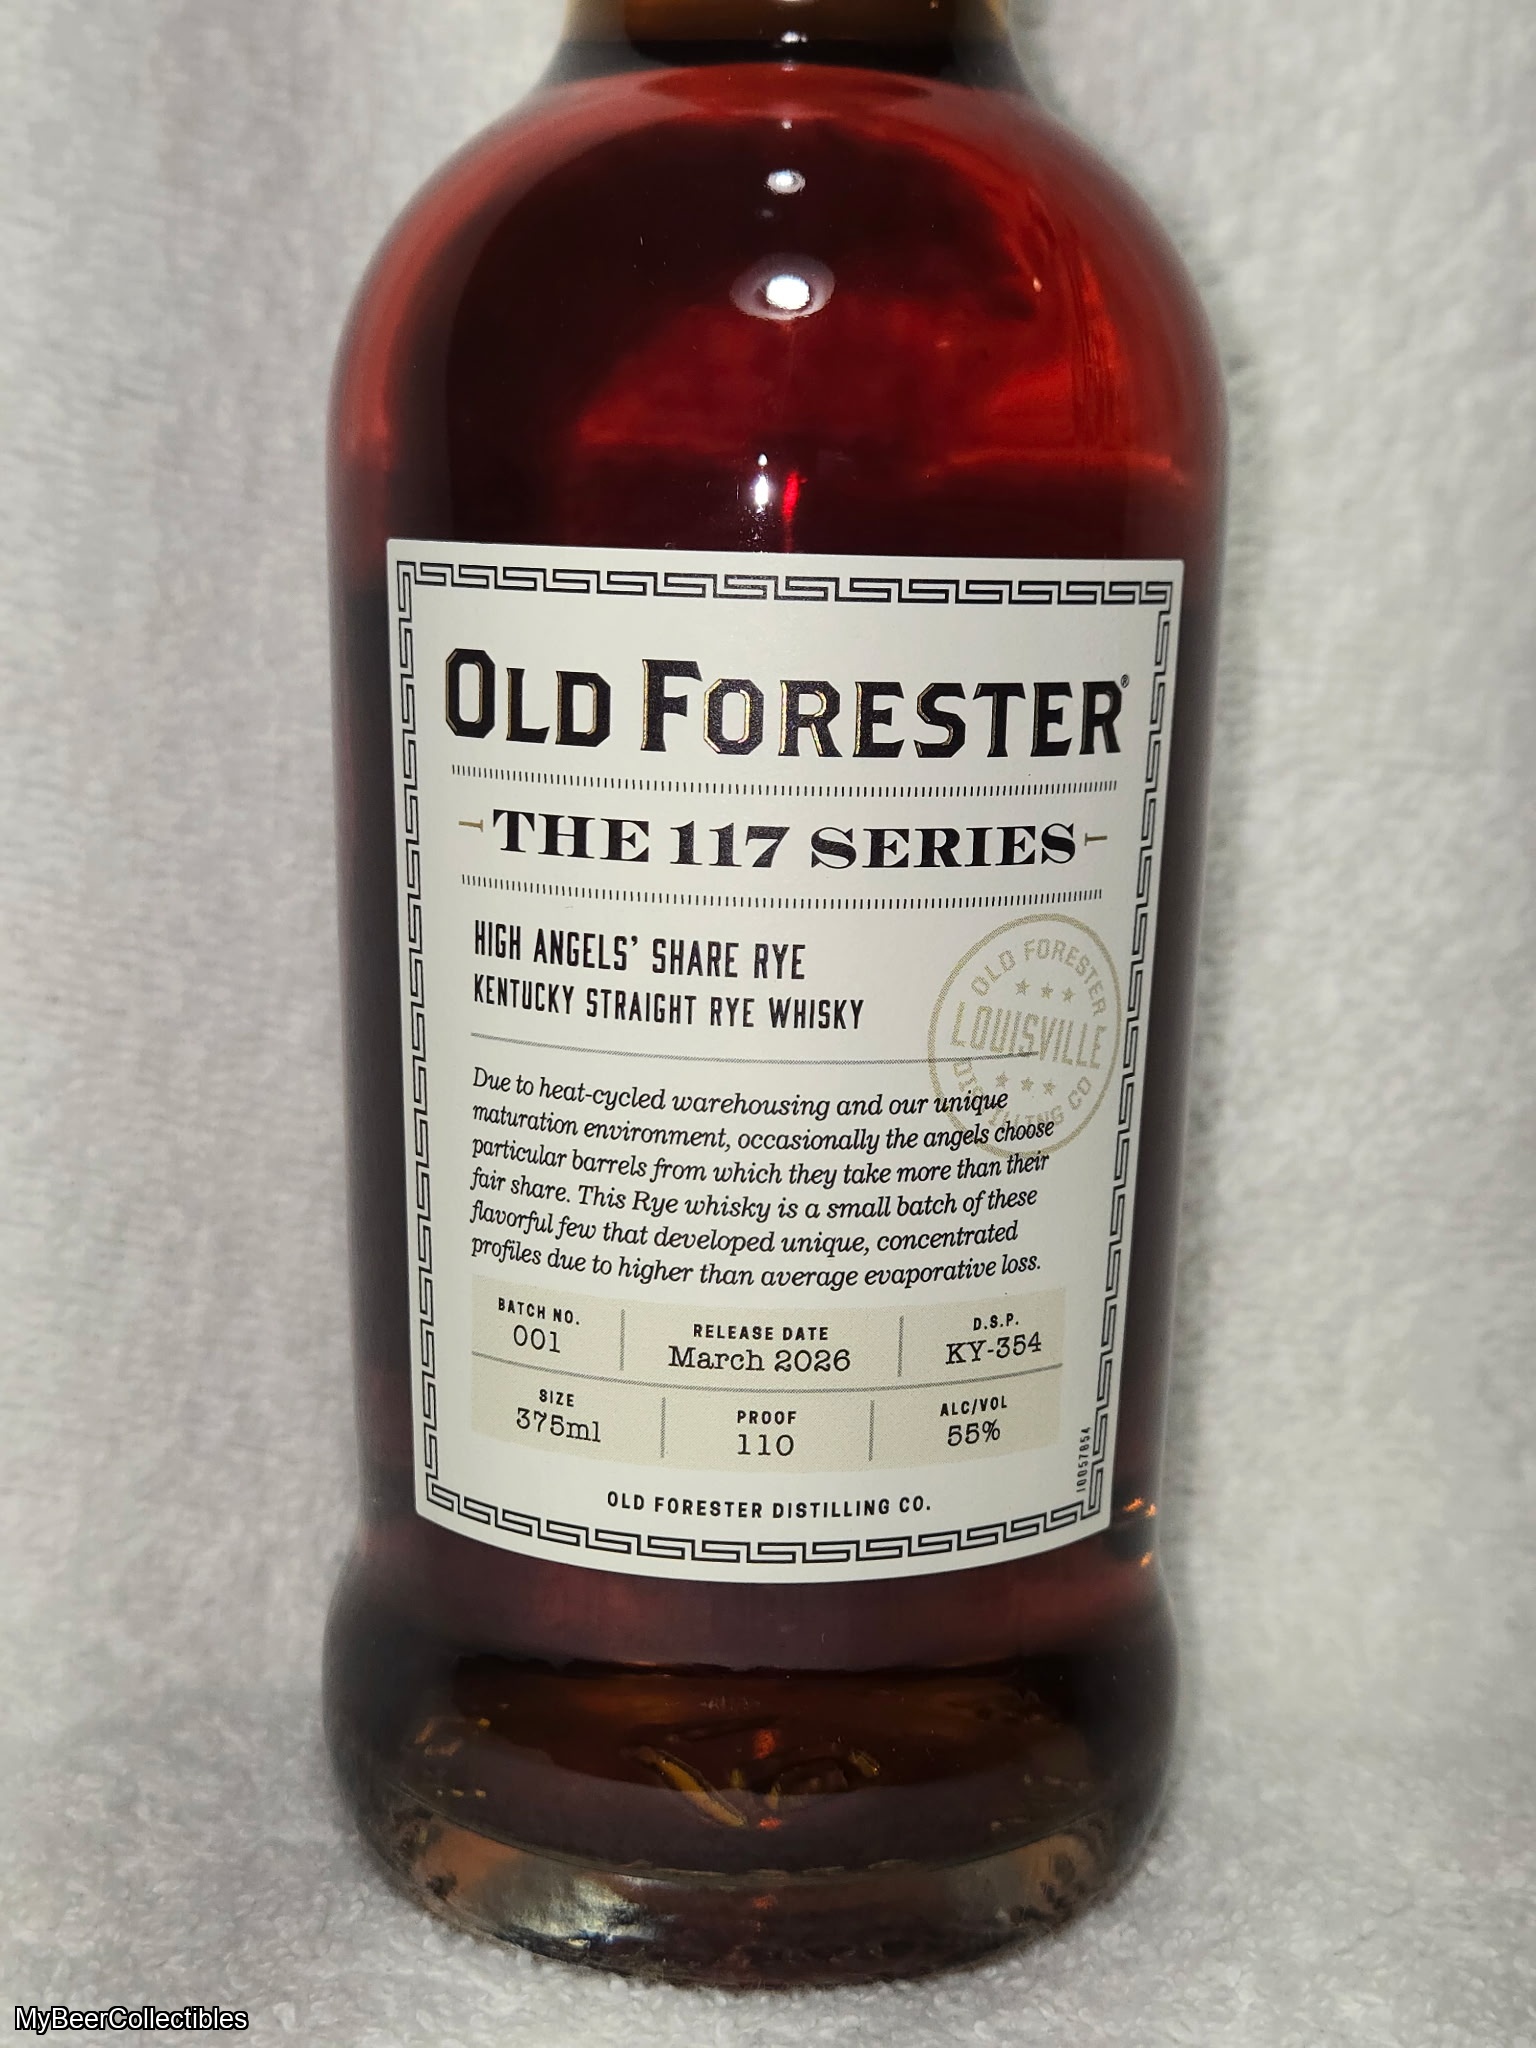 OLD FORESTER®
THE 117 SERIES
HIGH ANGELS' SHARE RYE
KENTUCKY STRAIGHT RYE WHISKY
OLD FORESTER
LOUISVILLE
DISTILLING CO
Due to heat-cycled warehousing and our unique
maturation environment, occasionally the angels choose
particular barrels from which they take more than their
fair share. This Rye whisky is a small batch of these
flavorful few that developed unique, concentrated
profiles due to higher than average evaporative loss.
BATCH NO.
001
RELEASE DATE
March 2026
D.S.P.
KY-354
SIZE
375ml
PROOF
110
ALC/VOL
55%
10057854
OLD FORESTER DISTILLING CO.
MyBeerCollectibles